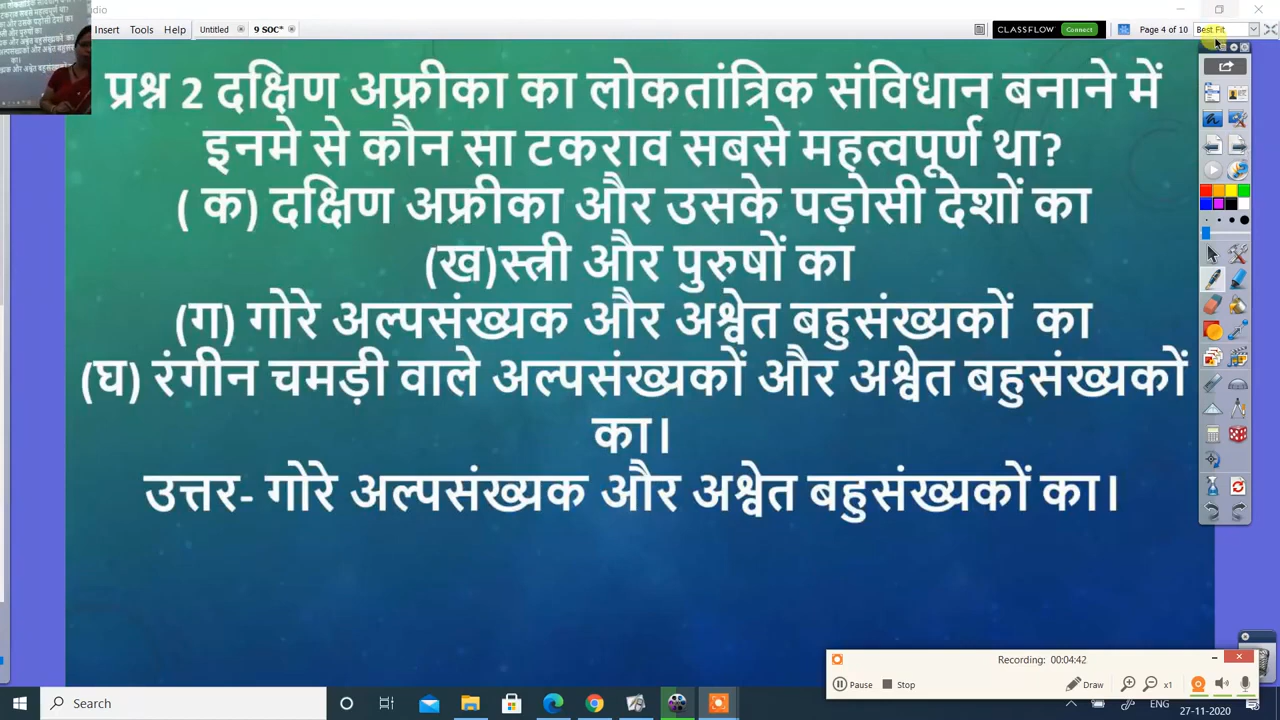 dio
Insert Tools Help Untitled 9 SOC* CLASSFLOW Connect Page 4 of 10 Best Fit
प्रश्न 2 दक्षिण अफ्रीका का लोकतांत्रिक संविधान बनाने में
इनमे से कौन सा टकराव सबसे महत्वपूर्ण था?
( क) दक्षिण अफ्रीका और उसके पड़ोसी देशों का
(ख)स्त्री और पुरुषों का
(ग) गोरे अल्पसंख्यक और अश्वेत बहुसंख्यकों का
(घ) रंगीन चमड़ी वाले अल्पसंख्यकों और अश्वेत बहुसंख्यकों
का।
उत्तर- गोरे अल्पसंख्यक और अश्वेत बहुसंख्यकों का।
Recording: 00:04:42
Pause Stop Draw x1
Search ENG
27-11-2020